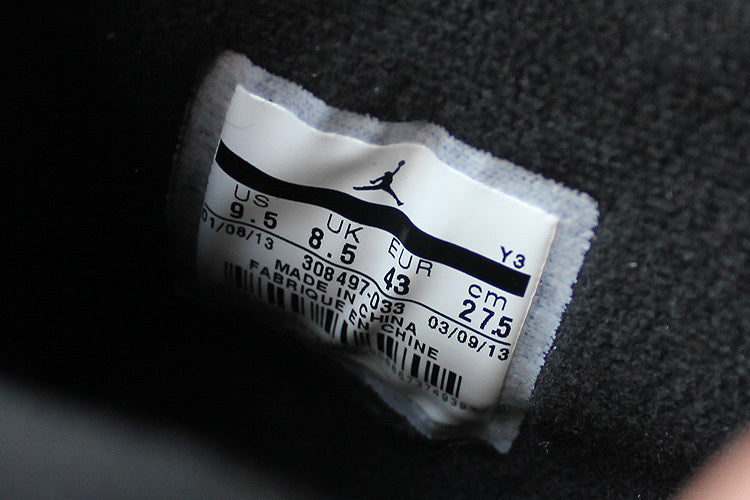 Y3
US UK EUR cm
9.5 8.5 43 27.5
01/08/13 308497-033 03/09/13
MADE IN CHINA
FABRIQUE EN CHINE